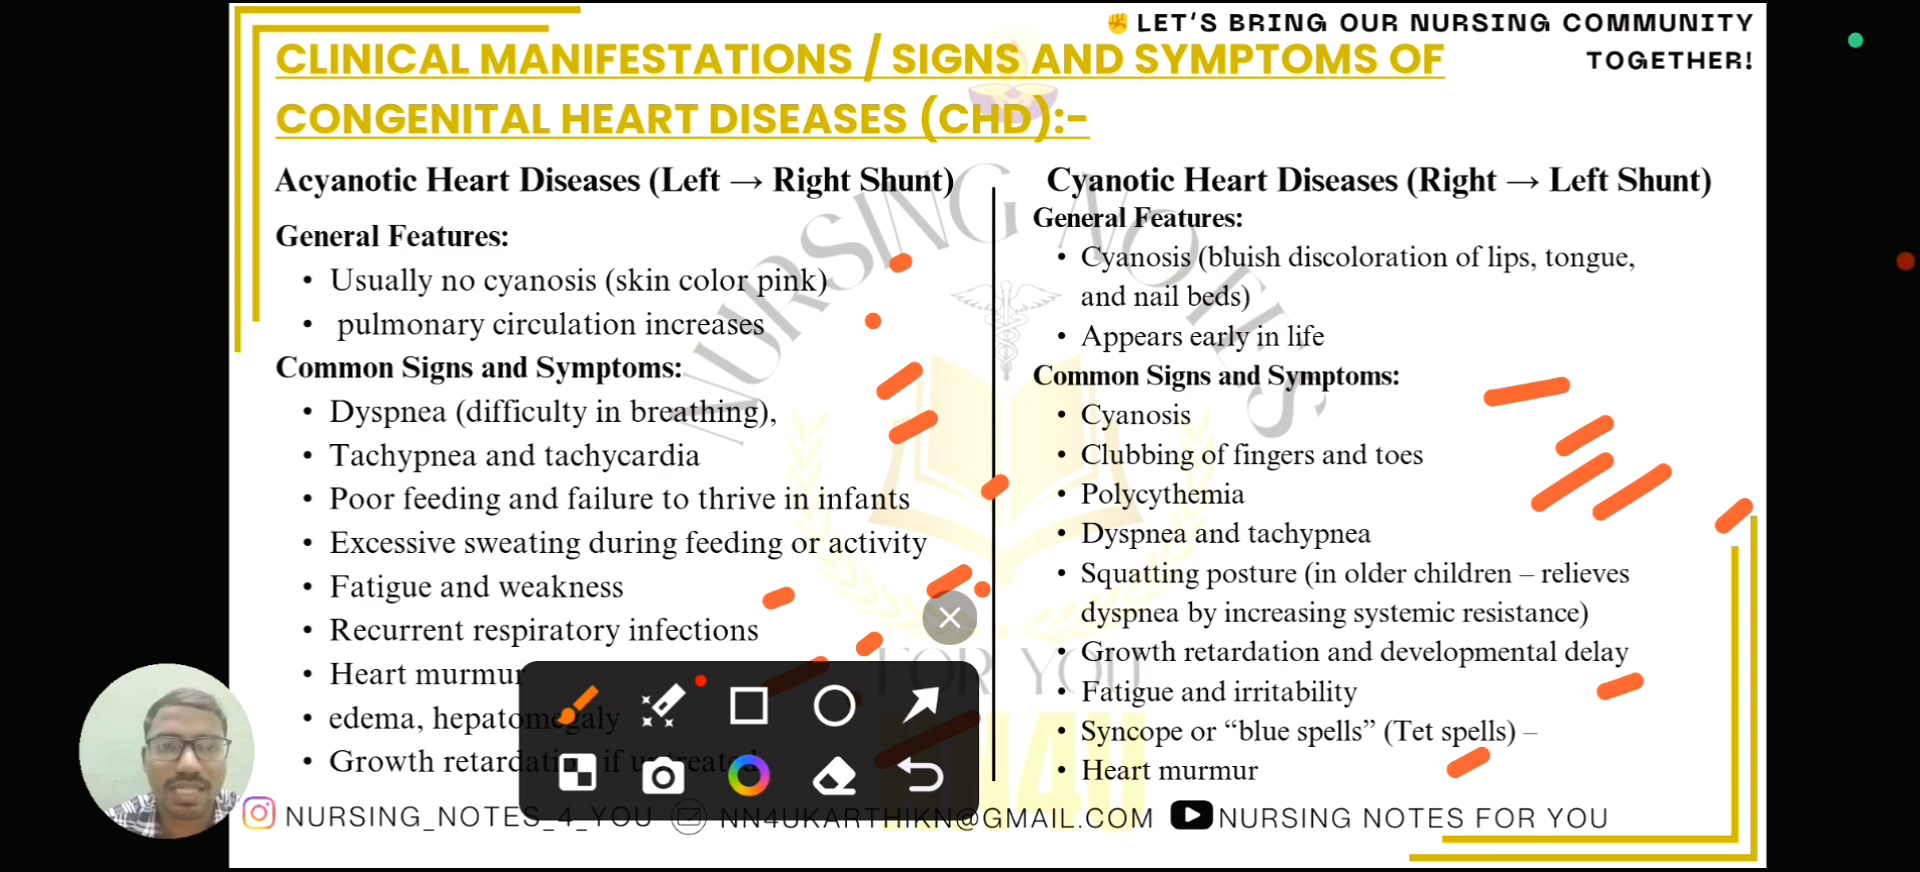 ✊ LET'S BRING OUR NURSING COMMUNITY
TOGETHER!
CLINICAL MANIFESTATIONS / SIGNS AND SYMPTOMS OF
CONGENITAL HEART DISEASES (CHD):-
Acyanotic Heart Diseases (Left → Right Shunt)
General Features:
• Usually no cyanosis (skin color pink)
• pulmonary circulation increases
Common Signs and Symptoms:
• Dyspnea (difficulty in breathing),
• Tachypnea and tachycardia
• Poor feeding and failure to thrive in infants
• Excessive sweating during feeding or activity
• Fatigue and weakness
• Recurrent respiratory infections
• Heart murmur
• edema, hepatomegaly
• Growth retardation if untreated
Cyanotic Heart Diseases (Right → Left Shunt)
General Features:
• Cyanosis (bluish discoloration of lips, tongue,
and nail beds)
• Appears early in life
Common Signs and Symptoms:
• Cyanosis
• Clubbing of fingers and toes
• Polycythemia
• Dyspnea and tachypnea
• Squatting posture (in older children – relieves
dyspnea by increasing systemic resistance)
• Growth retardation and developmental delay
• Fatigue and irritability
• Syncope or “blue spells” (Tet spells) –
• Heart murmur
NURSING NOTES
FOR YOU
NN4U
NURSING_NOTES_4_YOU NN4UKARTHIKN@GMAIL.COM NURSING NOTES FOR YOU